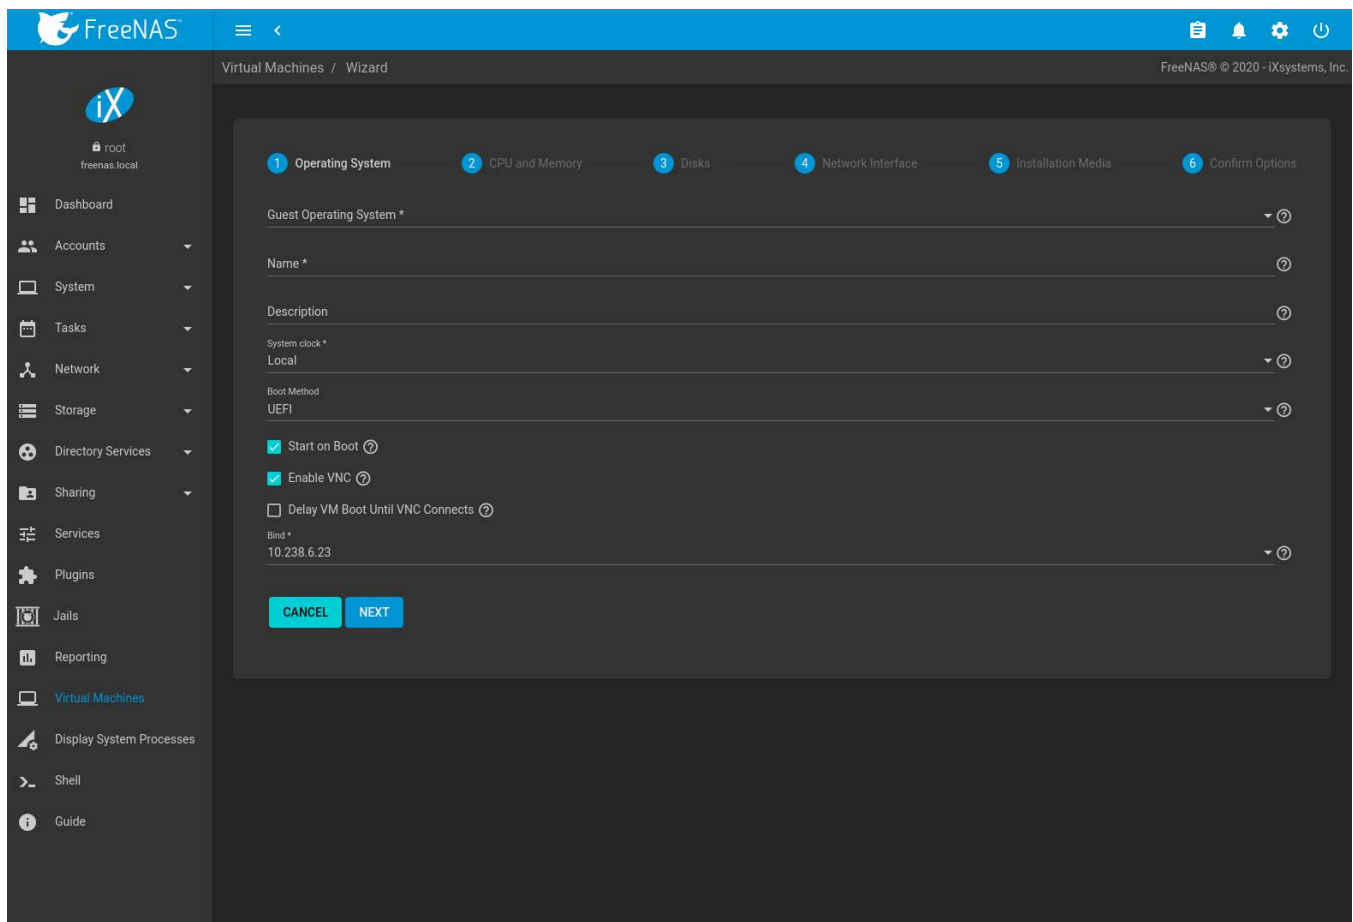 FreeNAS™
Virtual Machines / Wizard
FreeNAS® © 2020 - iXsystems, Inc.
iX
root
freenas.local
Dashboard
Accounts
System
Tasks
Network
Storage
Directory Services
Sharing
Services
Plugins
Jails
Reporting
Virtual Machines
Display System Processes
Shell
Guide
1 Operating System
2 CPU and Memory
3 Disks
4 Network Interface
5 Installation Media
6 Confirm Options
Guest Operating System *
Name *
Description
System clock *
Local
Boot Method
UEFI
Start on Boot
Enable VNC
Delay VM Boot Until VNC Connects
Bind *
10.238.6.23
CANCEL
NEXT